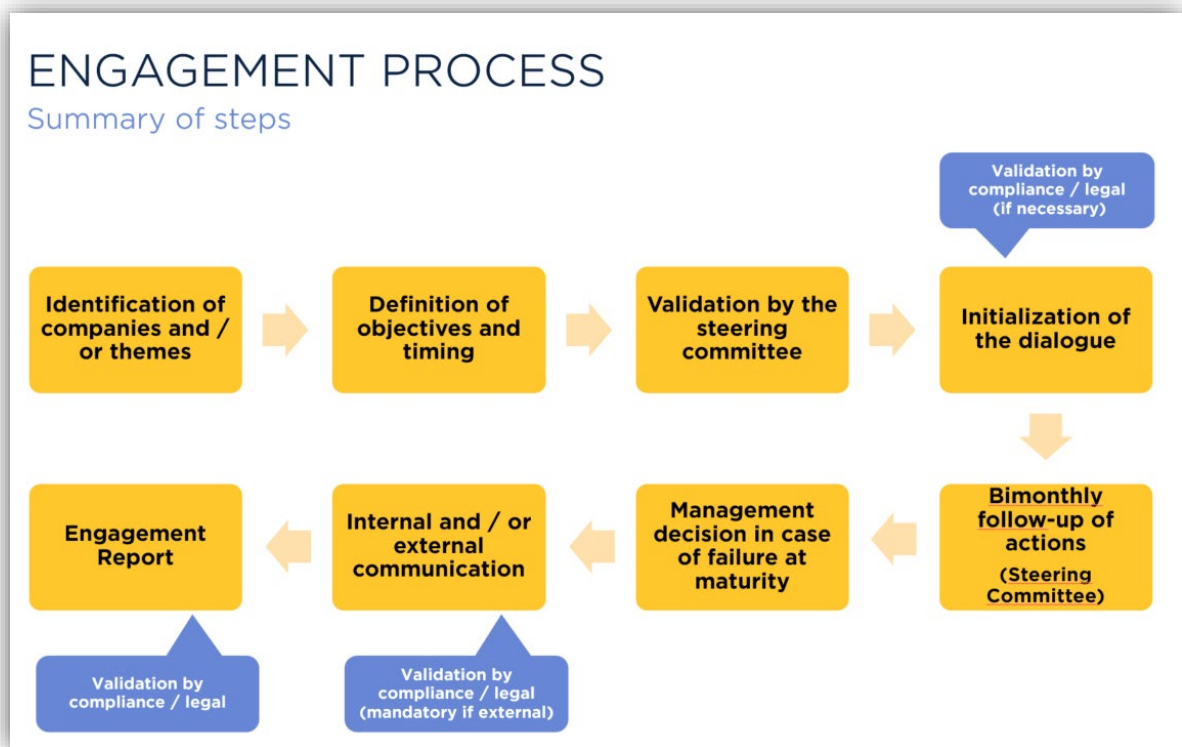 ENGAGEMENT PROCESS
Summary of steps
Validation by
compliance / legal
(if necessary)
Identification of
companies and /
or themes
Definition of
objectives and
timing
Validation by the
steering
committee
Initialization of
the dialogue
Bimonthly
follow-up of
actions
(Steering
Committee)
Management
decision in case
of failure at
maturity
Internal and / or
external
communication
Engagement
Report
Validation by
compliance / legal
(mandatory if external)
Validation by
compliance / legal